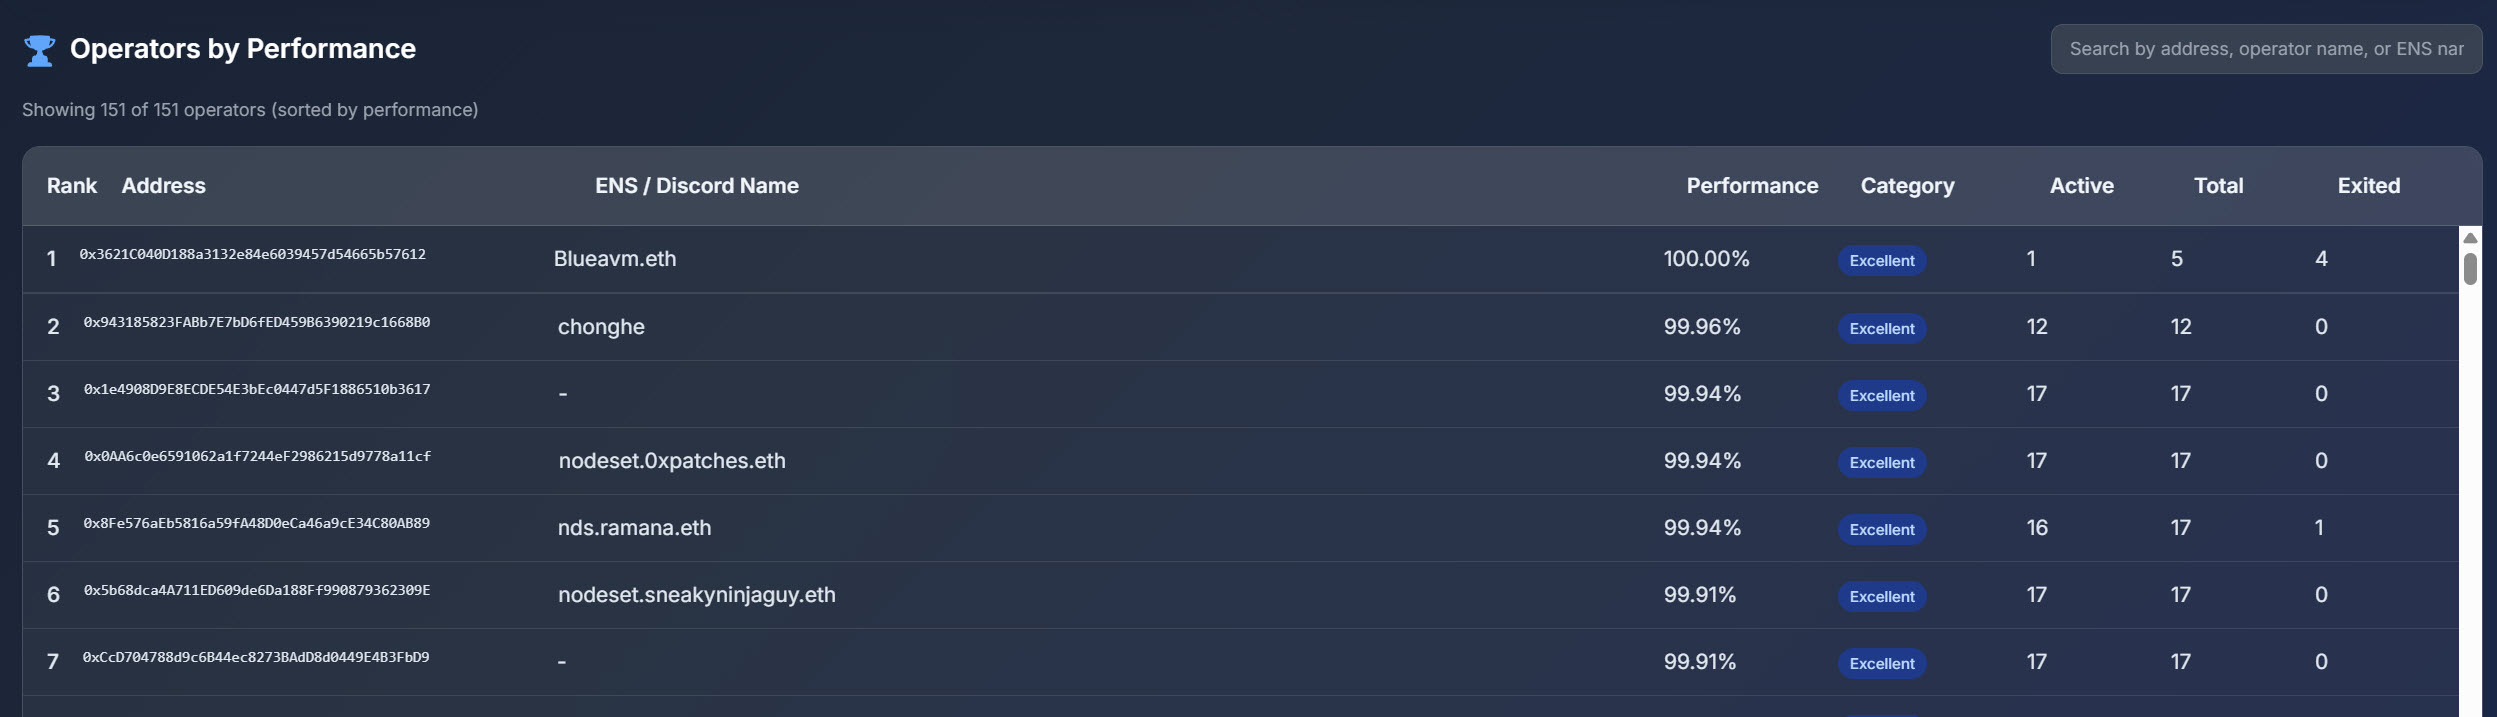 Operators by Performance
Search by address, operator name, or ENS nar
Showing 151 of 151 operators (sorted by performance)
Rank Address ENS / Discord Name Performance Category Active Total Exited
1 0x3621C040D188a3132e84e6039457d54665b57612 Blueavm.eth 100.00% Excellent 1 5 4
2 0x943185823FABb7E7bD6fED459B6390219c1668B0 chonghe 99.96% Excellent 12 12 0
3 0x1e4908D9E8ECDE54E3bEc0447d5F1886510b3617 - 99.94% Excellent 17 17 0
4 0x0AA6c0e6591062a1f7244eF2986215d9778a11cf nodeset.0xpatches.eth 99.94% Excellent 17 17 0
5 0x8Fe576aEb5816a59fA48D0eCa46a9cE34C80AB89 nds.ramana.eth 99.94% Excellent 16 17 1
6 0x5b68dca4A711ED609de6Da188Ff990879362309E nodeset.sneakyninjaguy.eth 99.91% Excellent 17 17 0
7 0xCcD704788d9c6B44ec8273BAdD8d0449E4B3FbD9 - 99.91% Excellent 17 17 0